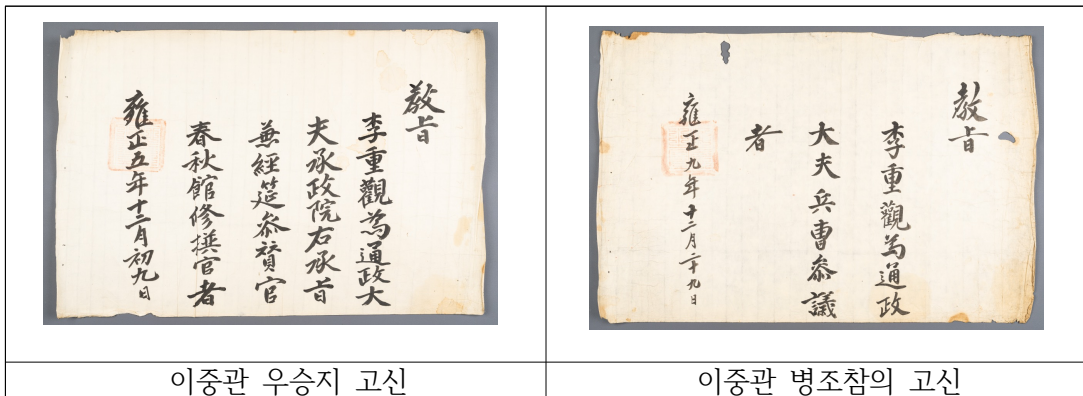 敎旨
李重觀爲通政大
夫承政院右承旨
兼經筵叅贊官
春秋館修撰官者
雍正五年十二月初九日
이중관 우승지 고신
敎旨
李重觀爲通政
大夫兵曹叅議
者
雍正九年十二月二十九日
이중관 병조참의 고신